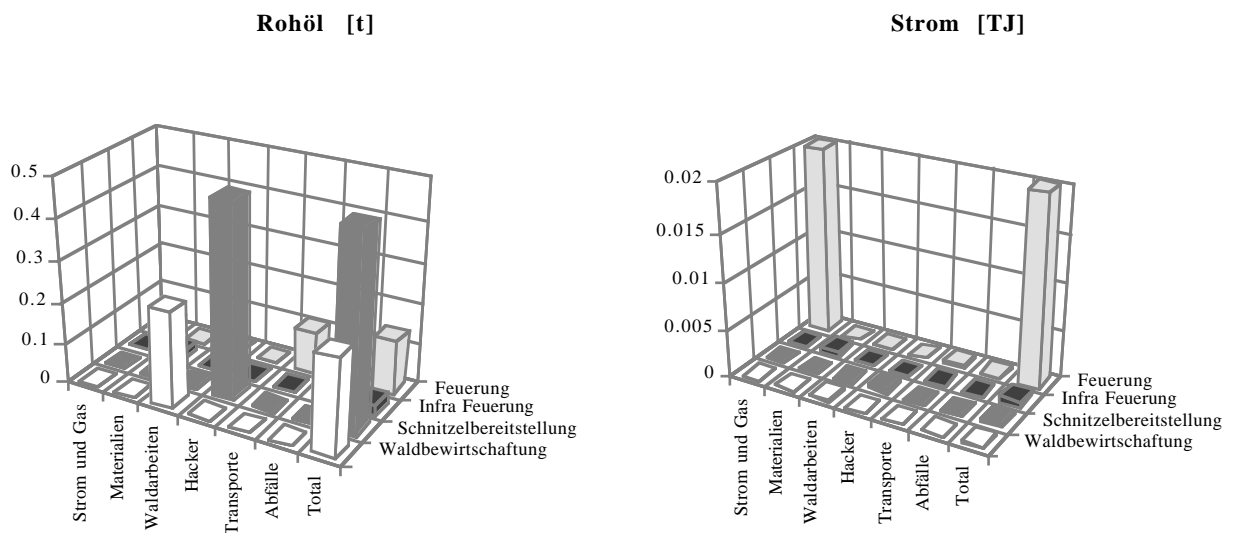 Rohöl [t]
0.5
0.4
0.3
0.2
0.1
0
Strom und Gas
Materialien
Waldarbeiten
Hacker
Transporte
Abfälle
Total
Feuerung
Infra Feuerung
Schnitzelbereitstellung
Waldbewirtschaftung
Strom [TJ]
0.02
0.015
0.01
0.005
0
Strom und Gas
Materialien
Waldarbeiten
Hacker
Transporte
Abfälle
Total
Feuerung
Infra Feuerung
Schnitzelbereitstellung
Waldbewirtschaftung